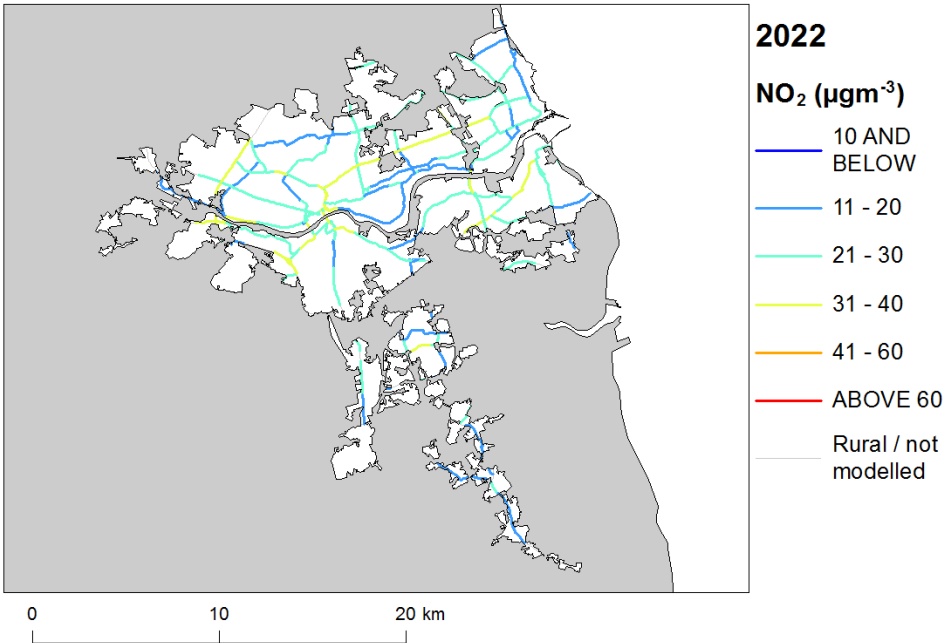 2022
NO₂ (µgm⁻³)
10 AND
BELOW
11 - 20
21 - 30
31 - 40
41 - 60
ABOVE 60
Rural / not
modelled
0 10 20 km